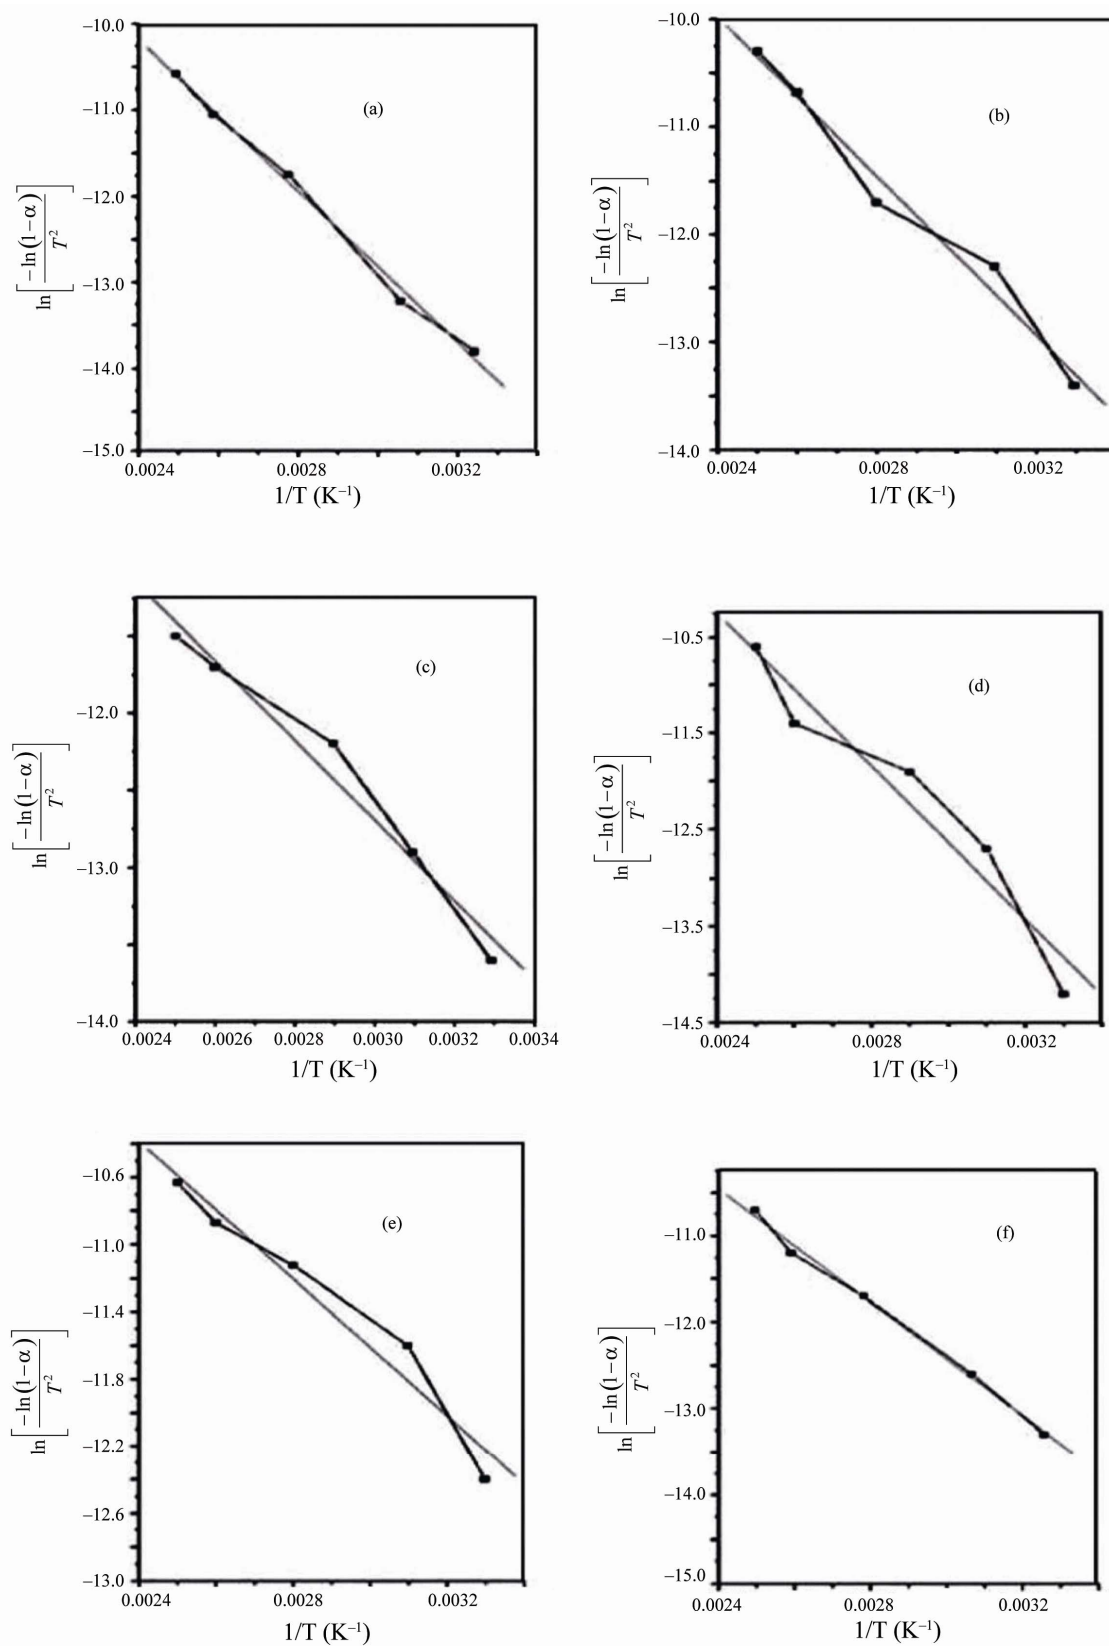 −10.0
−11.0
−12.0
−13.0
−14.0
−15.0
ln[−ln(1−α)/T²]
(a)
0.0024 0.0028 0.0032
1/T (K⁻¹)
−10.0
−11.0
−12.0
−13.0
−14.0
ln[−ln(1−α)/T²]
(b)
0.0024 0.0028 0.0032
1/T (K⁻¹)
−12.0
−13.0
−14.0
ln[−ln(1−α)/T²]
(c)
0.0024 0.0026 0.0028 0.0030 0.0032 0.0034
1/T (K⁻¹)
−10.5
−11.5
−12.5
−13.5
−14.5
ln[−ln(1−α)/T²]
(d)
0.0024 0.0028 0.0032
1/T (K⁻¹)
−10.6
−11.0
−11.4
−11.8
−12.2
−12.6
−13.0
ln[−ln(1−α)/T²]
(e)
0.0024 0.0028 0.0032
1/T (K⁻¹)
−11.0
−12.0
−13.0
−14.0
−15.0
ln[−ln(1−α)/T²]
(f)
0.0024 0.0028 0.0032
1/T (K⁻¹)